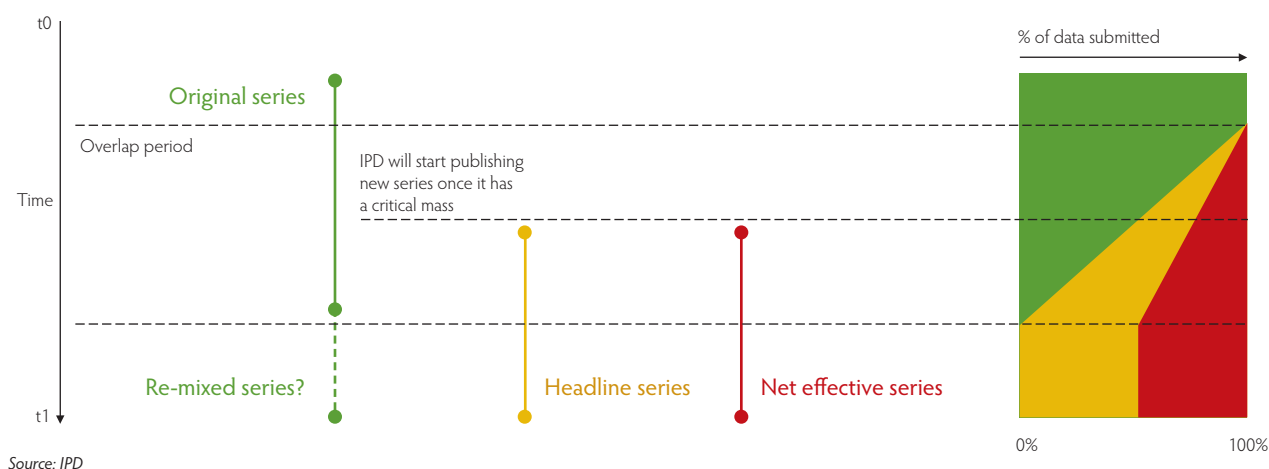 t0
% of data submitted
Original series
Overlap period
IPD will start publishing
new series once it has
a critical mass
Time
Re-mixed series?
Headline series
Net effective series
t1
0%
100%
Source: IPD